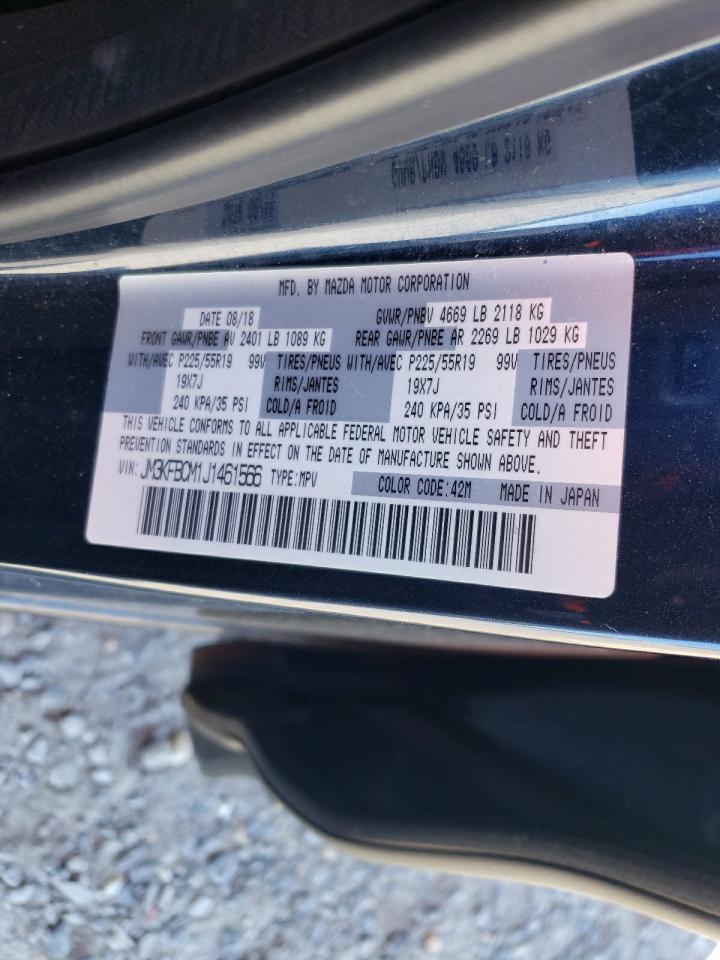 MFD. BY MAZDA MOTOR CORPORATION
DATE 08/18 GVWR/PNBV 4669 LB 2118 KG
FRONT GAWR/PNBE AV 2401 LB 1089 KG REAR GAWR/PNBE AR 2269 LB 1029 KG
WITH/AVEC P225/55R19 99V TIRES/PNEUS WITH/AVEC P225/55R19 99V TIRES/PNEUS
19X7J RIMS/JANTES 19X7J RIMS/JANTES
240 KPA/35 PSI COLD/A FROID 240 KPA/35 PSI COLD/A FROID
THIS VEHICLE CONFORMS TO ALL APPLICABLE FEDERAL MOTOR VEHICLE SAFETY AND THEFT
PREVENTION STANDARDS IN EFFECT ON THE DATE OF MANUFACTURE SHOWN ABOVE.
VIN: JM3KFBCM1J1461566 TYPE:MPV COLOR CODE:42M MADE IN JAPAN